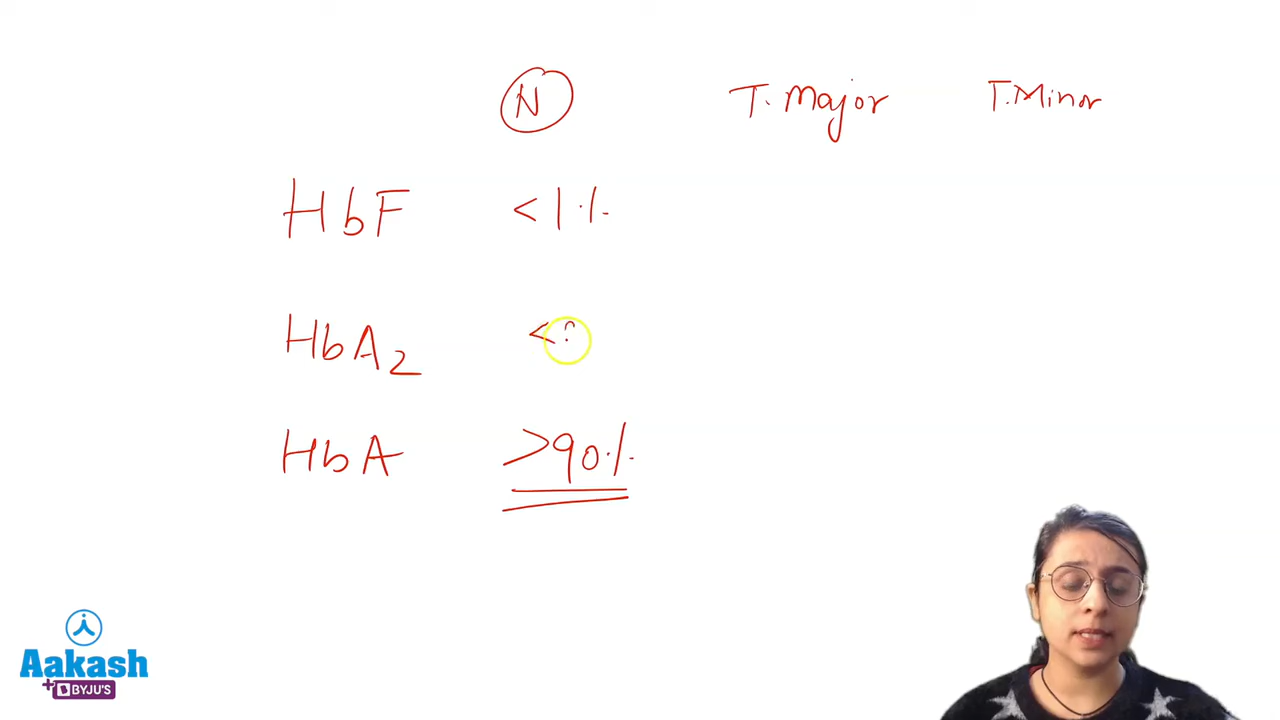 N T. Major T. Minor
HbF <1%
HbA2 <
HbA >90%
Aakash
+ BYJU'S